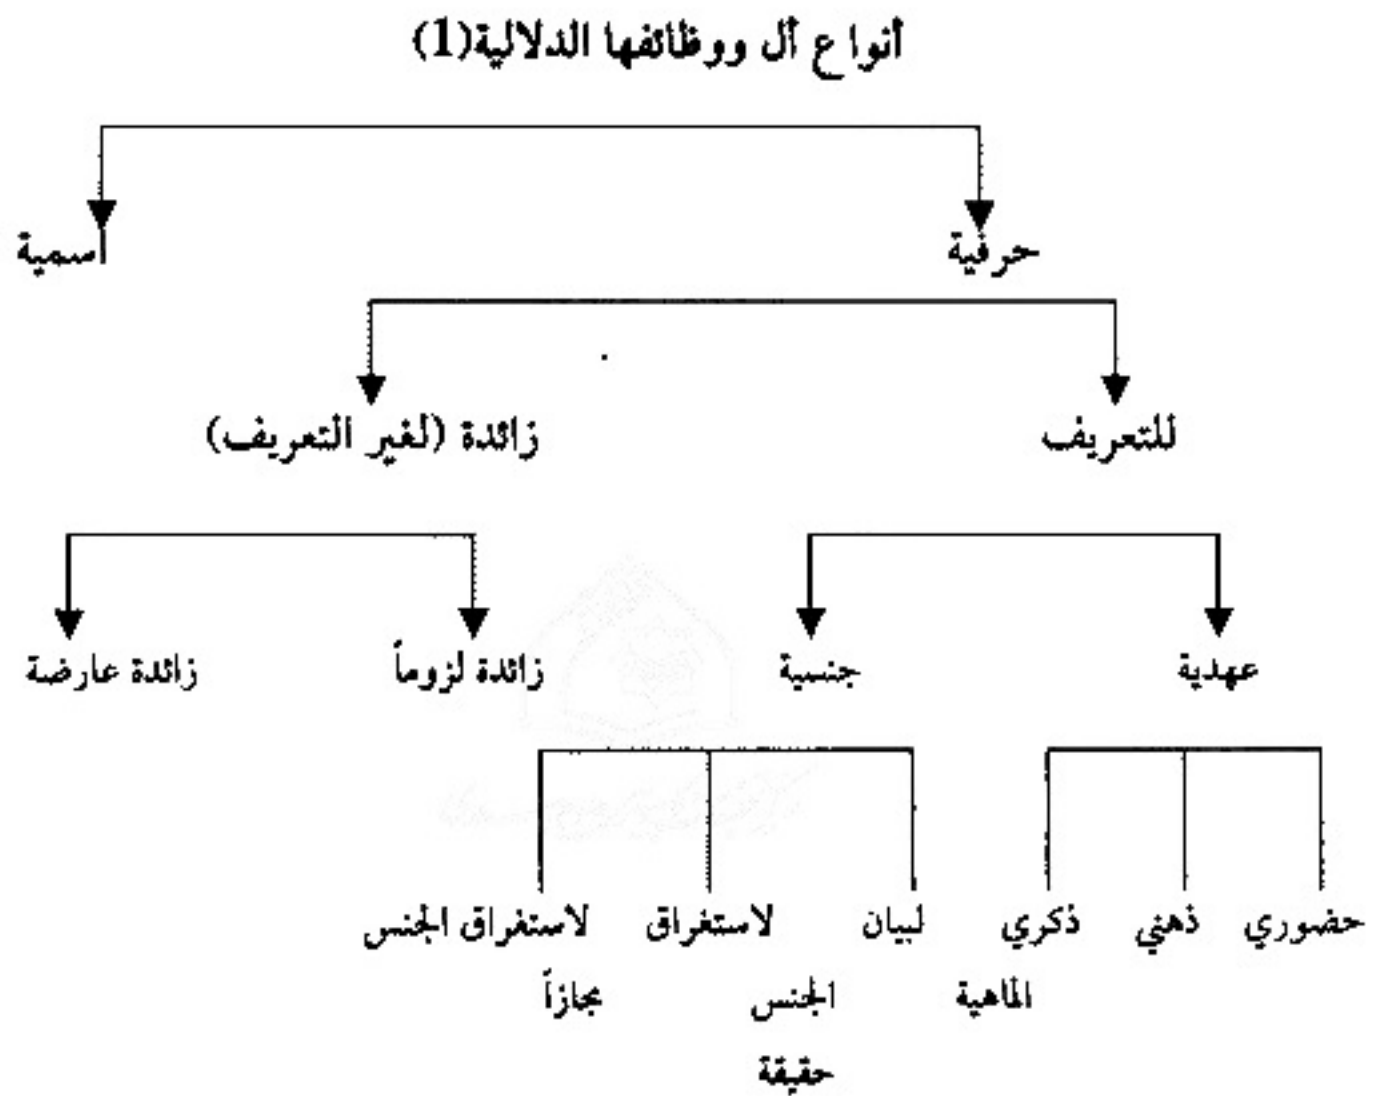 أنواع أل ووظائفها الدلالية(1)
حرفية اسمية
للتعريف زائدة (لغير التعريف)
عهدية جنسية زائدة لزوماً زائدة عارضة
حضوري ذهني ذكري لبيان لاستغراق لاستغراق الجنس
الماهية الجنس مجازاً
حقيقة